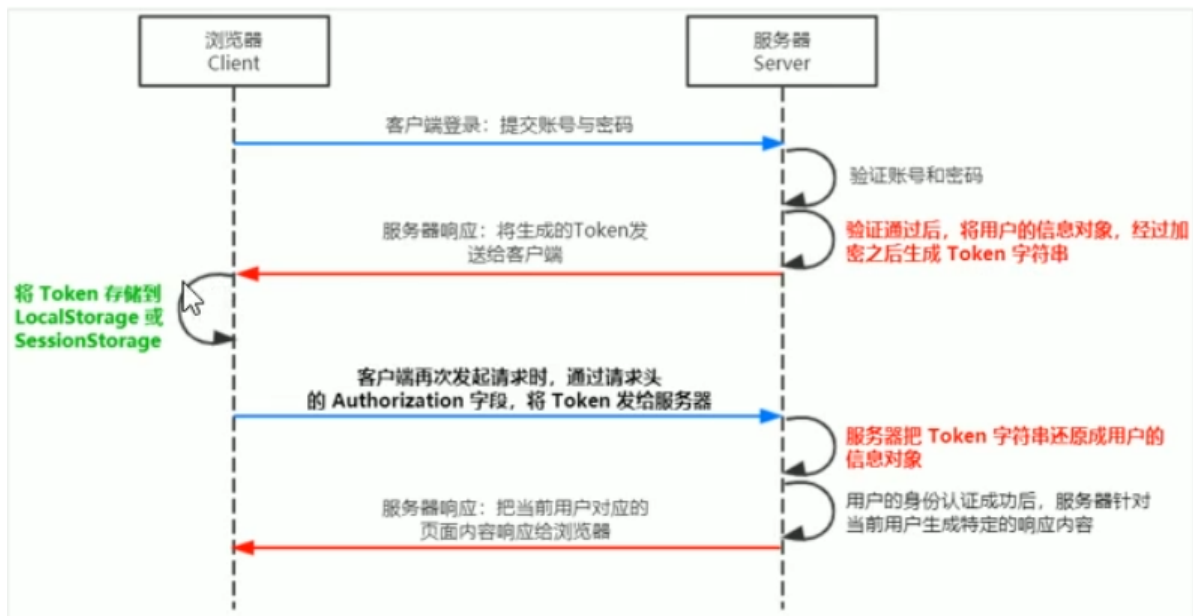 浏览器
Client
服务器
Server
客户端登录：提交账号与密码
验证账号和密码
服务器响应：将生成的Token发
送给客户端
验证通过后，将用户的信息对象，经过加
密之后生成 Token 字符串
将 Token 存储到
LocalStorage 或
SessionStorage
客户端再次发起请求时，通过请求头
的 Authorization 字段，将 Token 发给服务器
服务器把 Token 字符串还原成用户的
信息对象
服务器响应：把当前用户对应的
页面内容响应给浏览器
用户的身份认证成功后，服务器针对
当前用户生成特定的响应内容